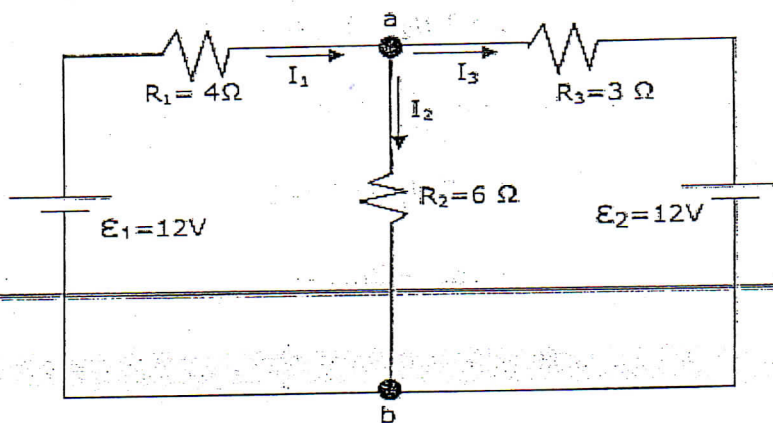 a
I₁
I₃
R₁= 4Ω
R₃=3 Ω
I₂
R₂=6 Ω
ε₁=12V
ε₂=12V
b